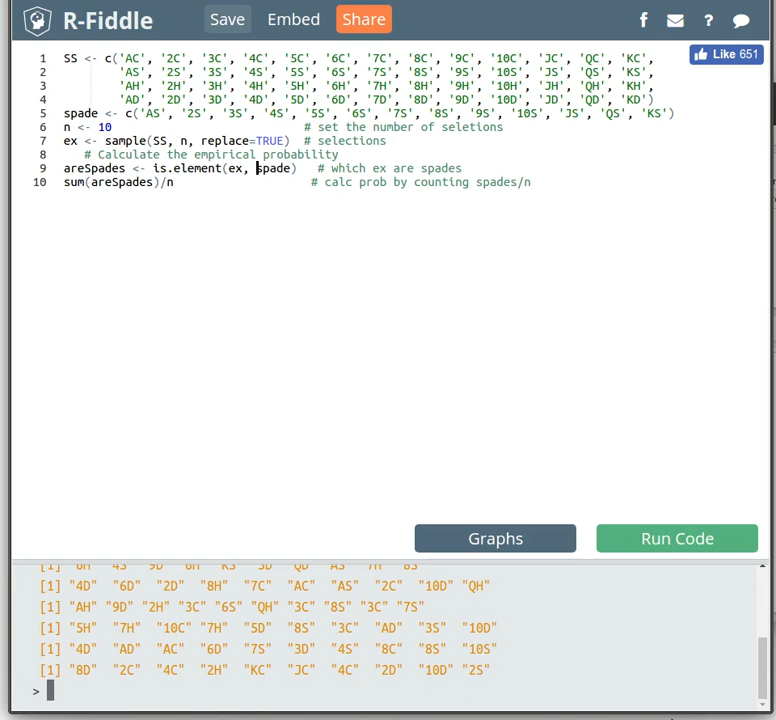 R-Fiddle Save Embed Share f ?
Like 651
1 SS <- c('AC', '2C', '3C', '4C', '5C', '6C', '7C', '8C', '9C', '10C', 'JC', 'QC', 'KC',
2 'AS', '2S', '3S', '4S', '5S', '6S', '7S', '8S', '9S', '10S', 'JS', 'QS', 'KS',
3 'AH', '2H', '3H', '4H', '5H', '6H', '7H', '8H', '9H', '10H', 'JH', 'QH', 'KH',
4 'AD', '2D', '3D', '4D', '5D', '6D', '7D', '8D', '9D', '10D', 'JD', 'QD', 'KD')
5 spade <- c('AS', '2S', '3S', '4S', '5S', '6S', '7S', '8S', '9S', '10S', 'JS', 'QS', 'KS')
6 n <- 10 # set the number of seletions
7 ex <- sample(SS, n, replace=TRUE) # selections
8 # Calculate the empirical probability
9 areSpades <- is.element(ex, spade) # which ex are spades
10 sum(areSpades)/n # calc prob by counting spades/n
Graphs Run Code
[1] "4D" "6D" "2D" "8H" "7C" "AC" "AS" "2C" "10D" "QH"
[1] "AH" "9D" "2H" "3C" "6S" "QH" "3C" "8S" "3C" "7S"
[1] "5H" "7H" "10C" "7H" "5D" "8S" "3C" "AD" "3S" "10D"
[1] "4D" "AD" "AC" "6D" "7S" "3D" "4S" "8C" "8S" "10S"
[1] "8D" "2C" "4C" "2H" "KC" "JC" "4C" "2D" "10D" "2S"
>